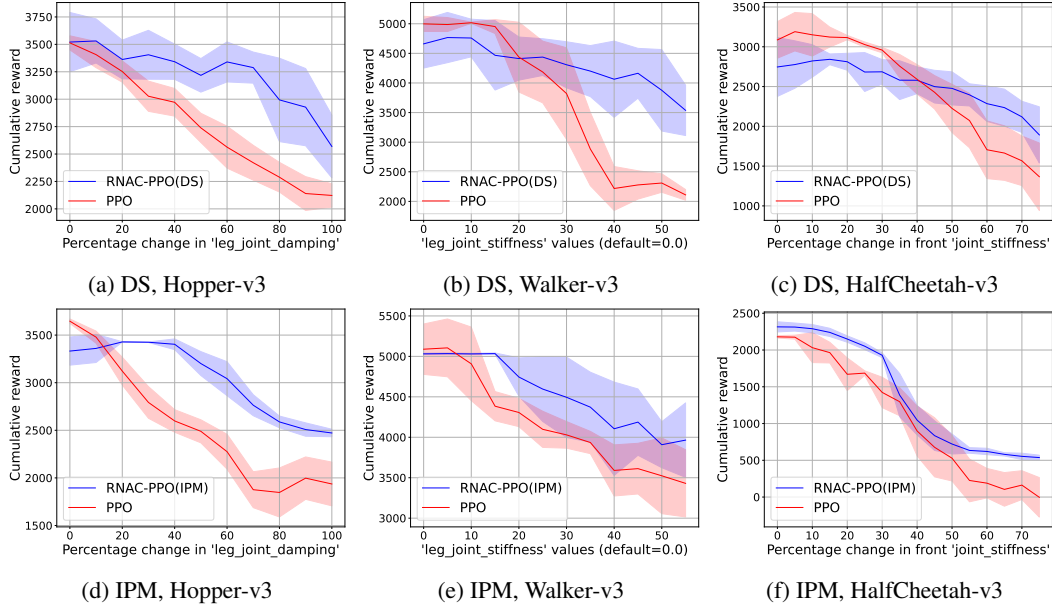 3750
3500
3250
3000
2750
2500
2250
2000
Cumulative reward
RNAC-PPO(DS)
PPO
0 20 40 60 80 100
Percentage change in 'leg_joint_damping'
(a) DS, Hopper-v3
5000
4500
4000
3500
3000
2500
2000
Cumulative reward
RNAC-PPO(DS)
PPO
0 10 20 30 40 50
'leg_joint_stiffness' values (default=0.0)
(b) DS, Walker-v3
3000
2500
2000
1500
1000
Cumulative reward
RNAC-PPO(DS)
PPO
0 10 20 30 40 50 60 70
Percentage change in front 'joint_stiffness'
(c) DS, HalfCheetah-v3
3500
3000
2500
2000
1500
Cumulative reward
RNAC-PPO(IPM)
PPO
0 20 40 60 80 100
Percentage change in 'leg_joint_damping'
(d) IPM, Hopper-v3
5500
5000
4500
4000
3500
3000
Cumulative reward
RNAC-PPO(IPM)
PPO
0 10 20 30 40 50
'leg_joint_stiffness' values (default=0.0)
(e) IPM, Walker-v3
2500
2000
1500
1000
500
0
Cumulative reward
RNAC-PPO(IPM)
PPO
0 10 20 30 40 50 60 70
Percentage change in front 'joint_stiffness'
(f) IPM, HalfCheetah-v3